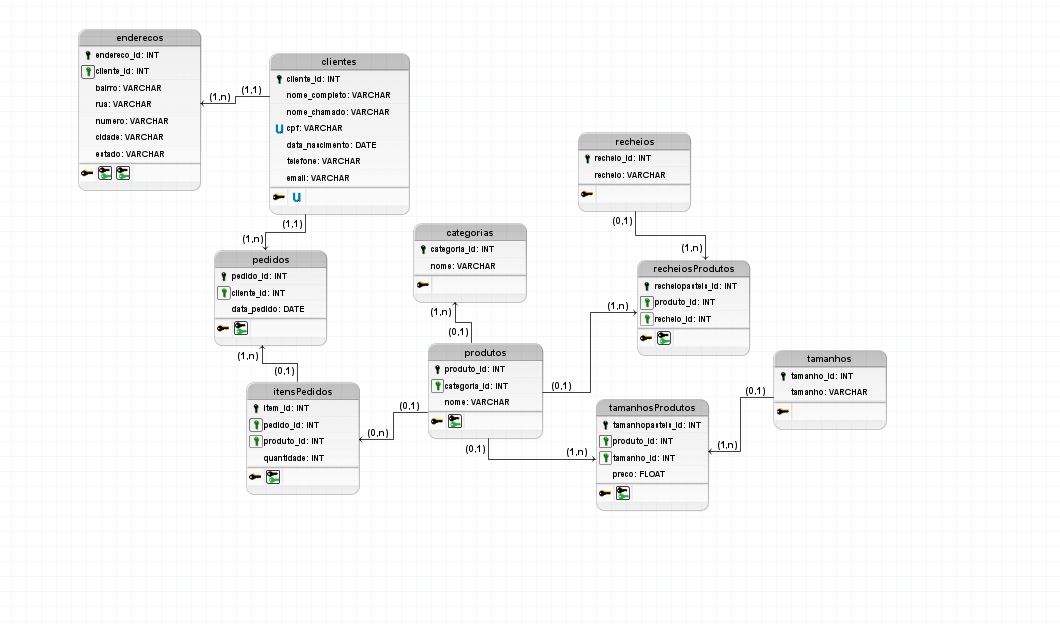 enderecos
endereco_id: INT
cliente_id: INT
bairro: VARCHAR
rua: VARCHAR
numero: VARCHAR
cidade: VARCHAR
estado: VARCHAR
(1,n)
(1,1)
clientes
cliente_id: INT
nome_completo: VARCHAR
nome_chamado: VARCHAR
u cpf: VARCHAR
data_nascimento: DATE
telefone: VARCHAR
email: VARCHAR
u
(1,1)
(1,n)
pedidos
pedido_id: INT
cliente_id: INT
data_pedido: DATE
(1,n)
(0,1)
itensPedidos
item_id: INT
pedido_id: INT
produto_id: INT
quantidade: INT
(0,1)
(0,n)
categorias
categoria_id: INT
nome: VARCHAR
(1,n)
(0,1)
produtos
produto_id: INT
categoria_id: INT
nome: VARCHAR
(0,1)
(1,n)
(0,1)
(1,n)
recheios
recheio_id: INT
recheio: VARCHAR
(0,1)
(1,n)
recheiosProdutos
recheiopasteis_id: INT
produto_id: INT
recheio_id: INT
tamanhosProdutos
tamanhopasteis_id: INT
produto_id: INT
tamanho_id: INT
preco: FLOAT
(1,n)
(0,1)
tamanhos
tamanho_id: INT
tamanho: VARCHAR